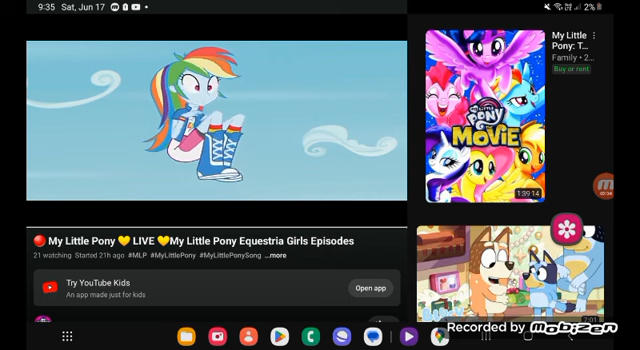 9:35 Sat, Jun 17
2%
My Little
Pony: T...
Family • 2...
Buy or rent
my LITTLE
PONY
THE
MOVIE
1:39:14
🔴 My Little Pony 💛 LIVE 💛My Little Pony Equestria Girls Episodes
21 watching Started 21h ago #MLP #MyLittlePony #MyLittlePonySong ...more
Try YouTube Kids
An app made just for kids
Open app
7:01
Recorded by mobizen